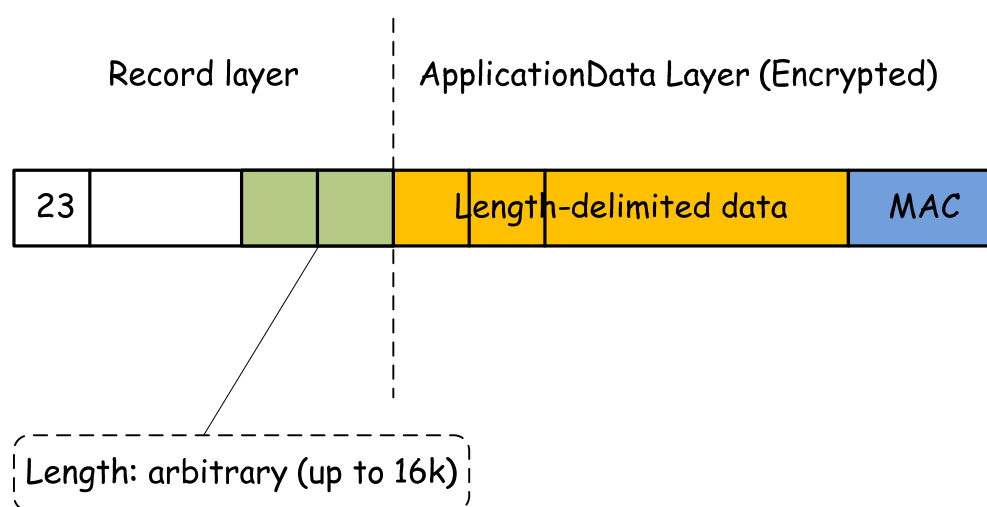 Record layer
ApplicationData Layer (Encrypted)
23
Length-delimited data
MAC
Length: arbitrary (up to 16k)